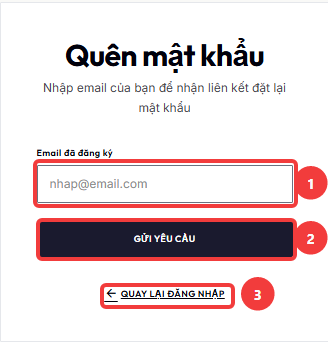 Quên mật khẩu
Nhập email của bạn để nhận liên kết đặt lại
mật khẩu
Email đã đăng ký
nhap@email.com
1
GỬI YÊU CẦU
2
← QUAY LẠI ĐĂNG NHẬP
3